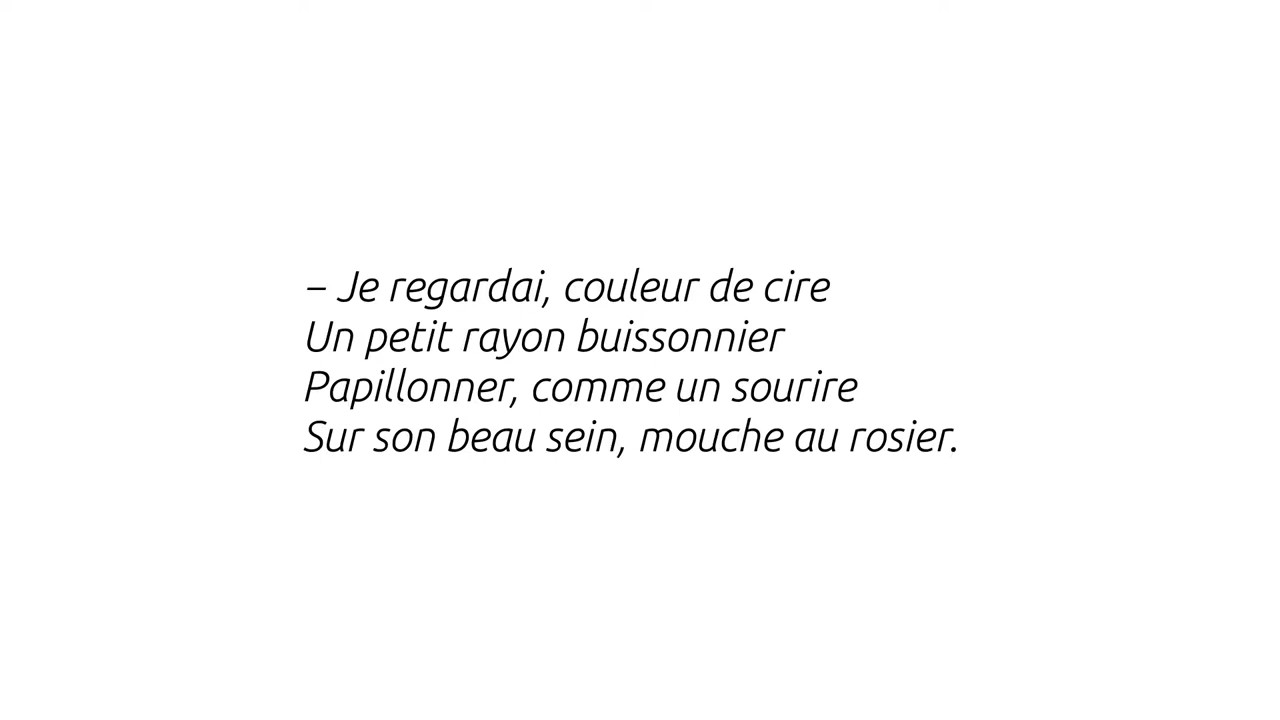 – Je regardai, couleur de cire
Un petit rayon buissonnier
Papillonner, comme un sourire
Sur son beau sein, mouche au rosier.